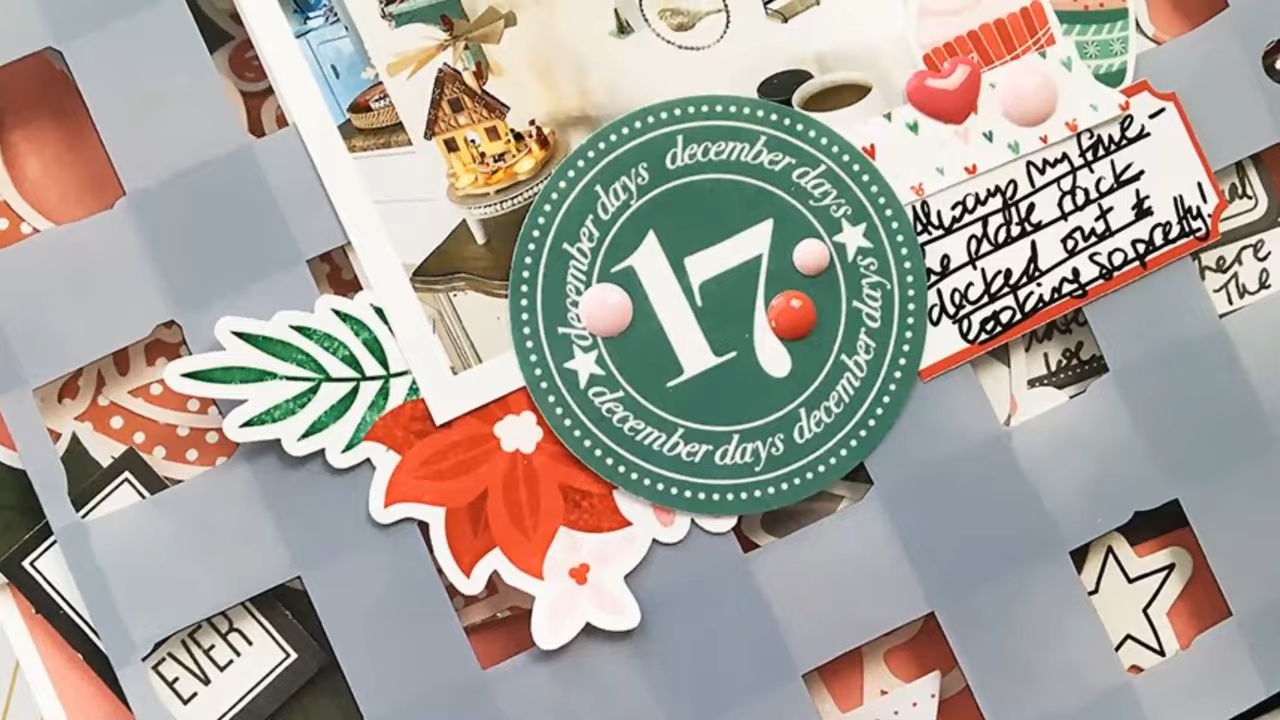 december days december days
december days december days
17
Always my fave-
he plate rack
decked out &
looking so pretty!
here
The
EVER